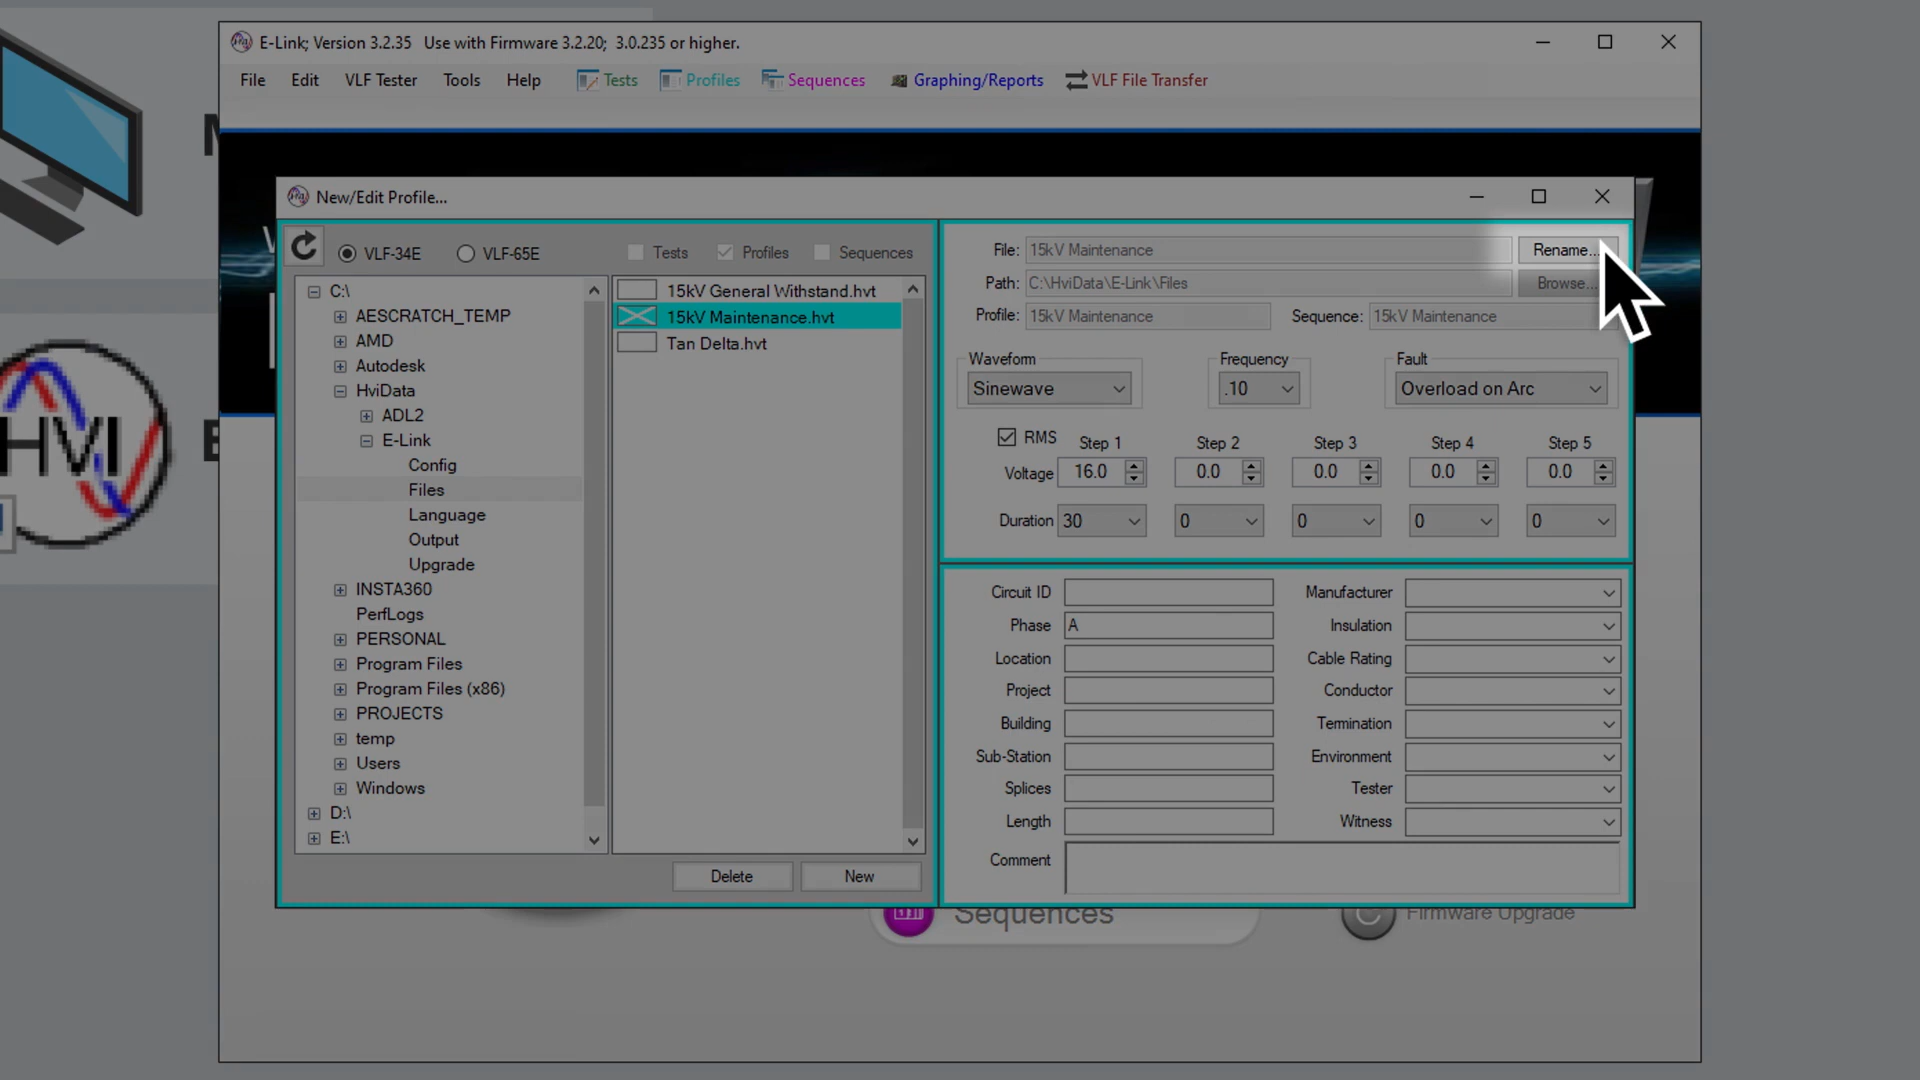 E-Link; Version 3.2.35 Use with Firmware 3.2.20; 3.0.235 or higher.
File Edit VLF Tester Tools Help Tests Profiles Sequences Graphing/Reports VLF File Transfer
New/Edit Profile...
VLF-34E VLF-65E Tests Profiles Sequences
C:\
AESCRATCH_TEMP
AMD
Autodesk
HviData
ADL2
E-Link
Config
Files
Language
Output
Upgrade
INSTA360
PerfLogs
PERSONAL
Program Files
Program Files (x86)
PROJECTS
temp
Users
Windows
D:\
E:\
15kV General Withstand.hvt
15kV Maintenance.hvt
Tan Delta.hvt
Delete New
File: 15kV Maintenance Rename...
Path: C:\HviData\E-Link\Files Browse...
Profile: 15kV Maintenance Sequence: 15kV Maintenance
Waveform Frequency Fault
Sinewave .10 Overload on Arc
RMS Step 1 Step 2 Step 3 Step 4 Step 5
Voltage 16.0 0.0 0.0 0.0 0.0
Duration 30 0 0 0 0
Circuit ID Manufacturer
Phase A Insulation
Location Cable Rating
Project Conductor
Building Termination
Sub-Station Environment
Splices Tester
Length Witness
Comment
Sequences Firmware Upgrade
HVI